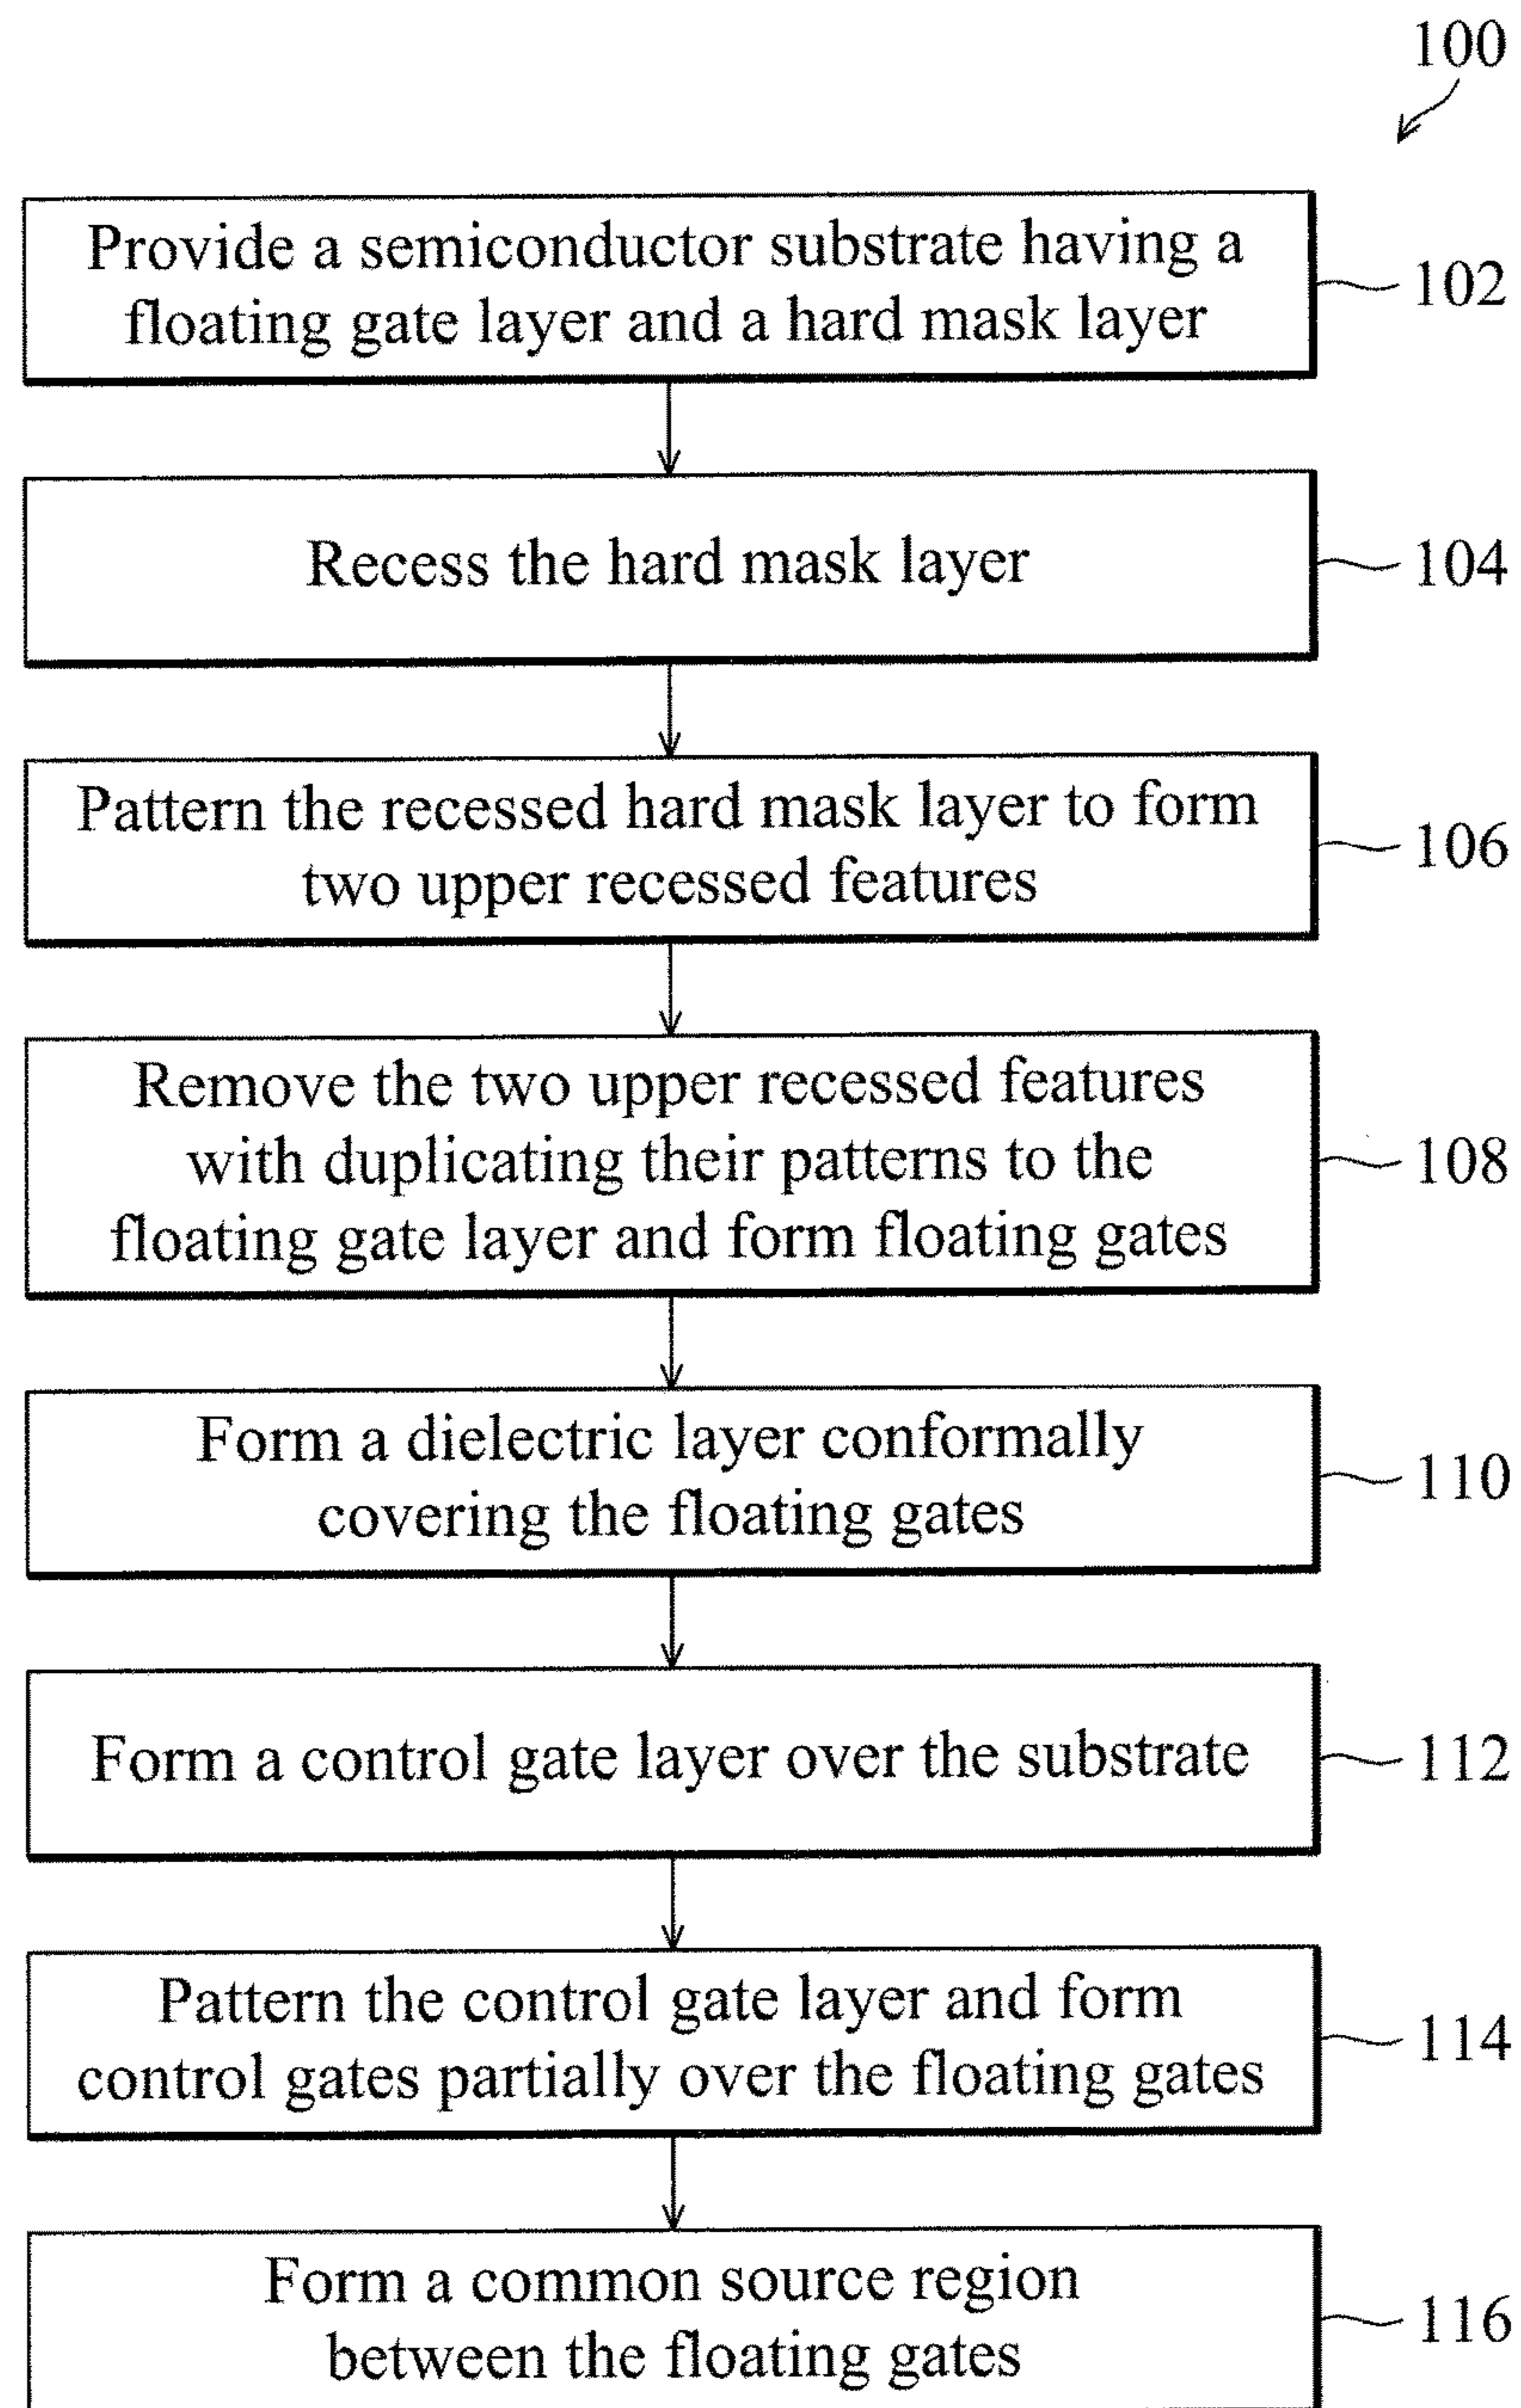 100
Provide a semiconductor substrate having a
floating gate layer and a hard mask layer
102
Recess the hard mask layer
104
Pattern the recessed hard mask layer to form
two upper recessed features
106
Remove the two upper recessed features
with duplicating their patterns to the
floating gate layer and form floating gates
108
Form a dielectric layer conformally
covering the floating gates
110
Form a control gate layer over the substrate
112
Pattern the control gate layer and form
control gates partially over the floating gates
114
Form a common source region
between the floating gates
116